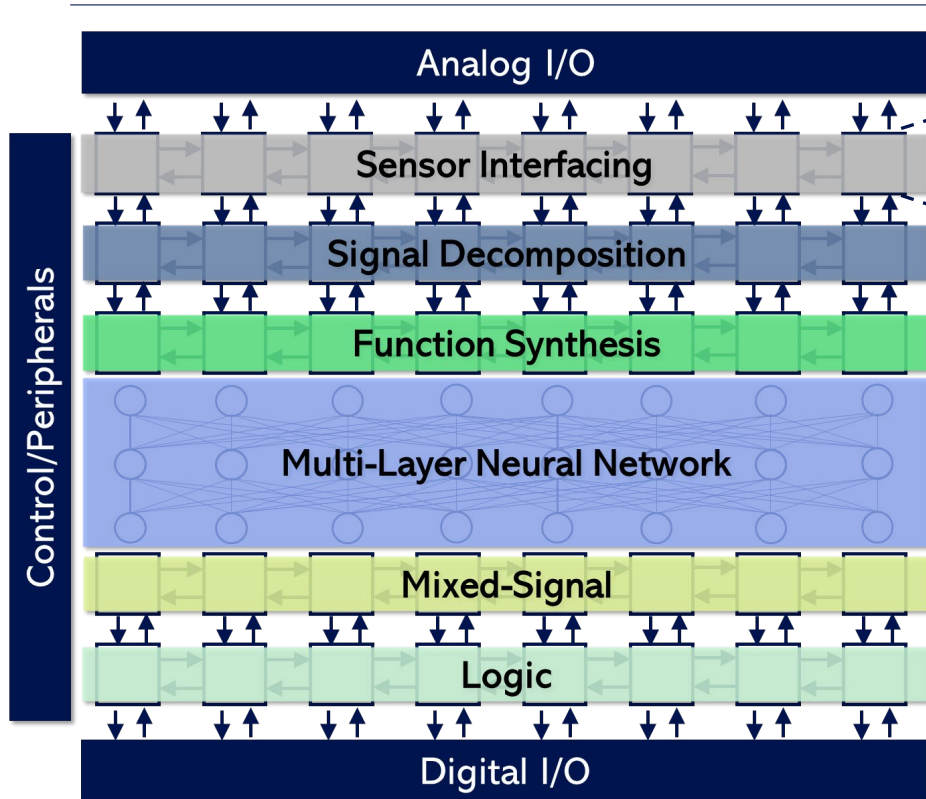 Analog I/O
Control/Peripherals
Sensor Interfacing
Signal Decomposition
Function Synthesis
Multi-Layer Neural Network
Mixed-Signal
Logic
Digital I/O